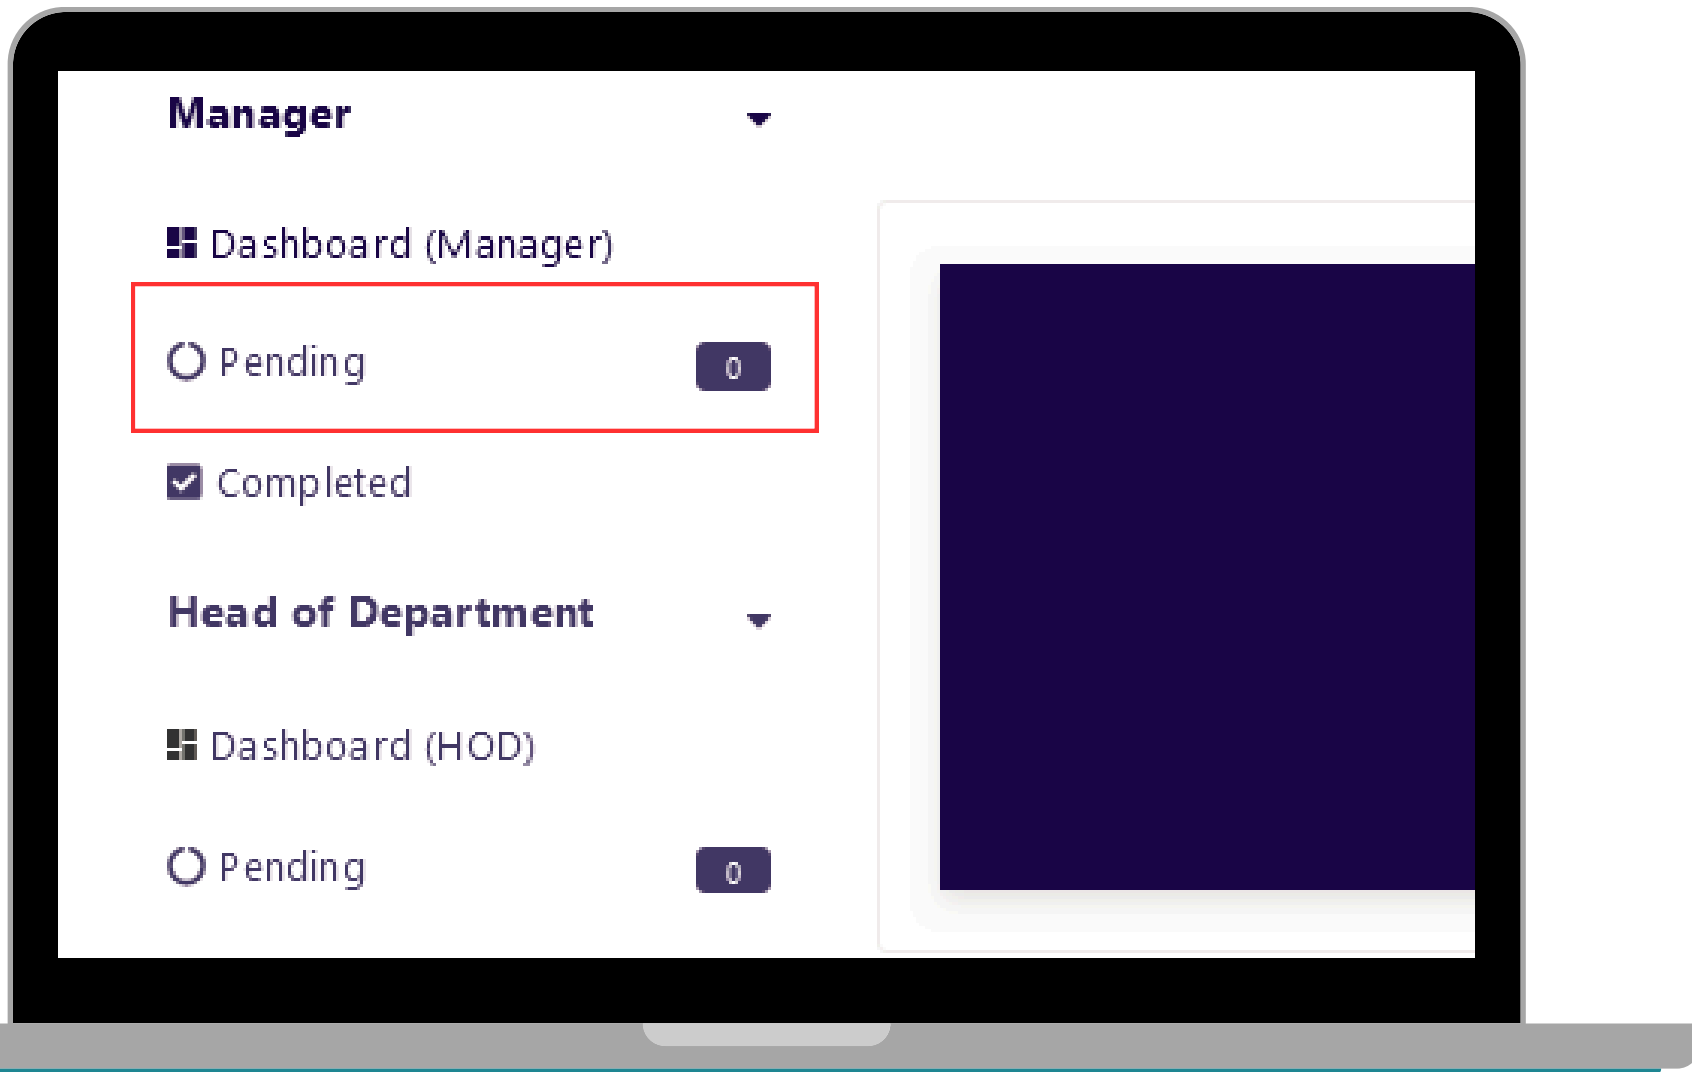 Manager
Dashboard (Manager)
Pending 0
Completed
Head of Department
Dashboard (HOD)
Pending 0